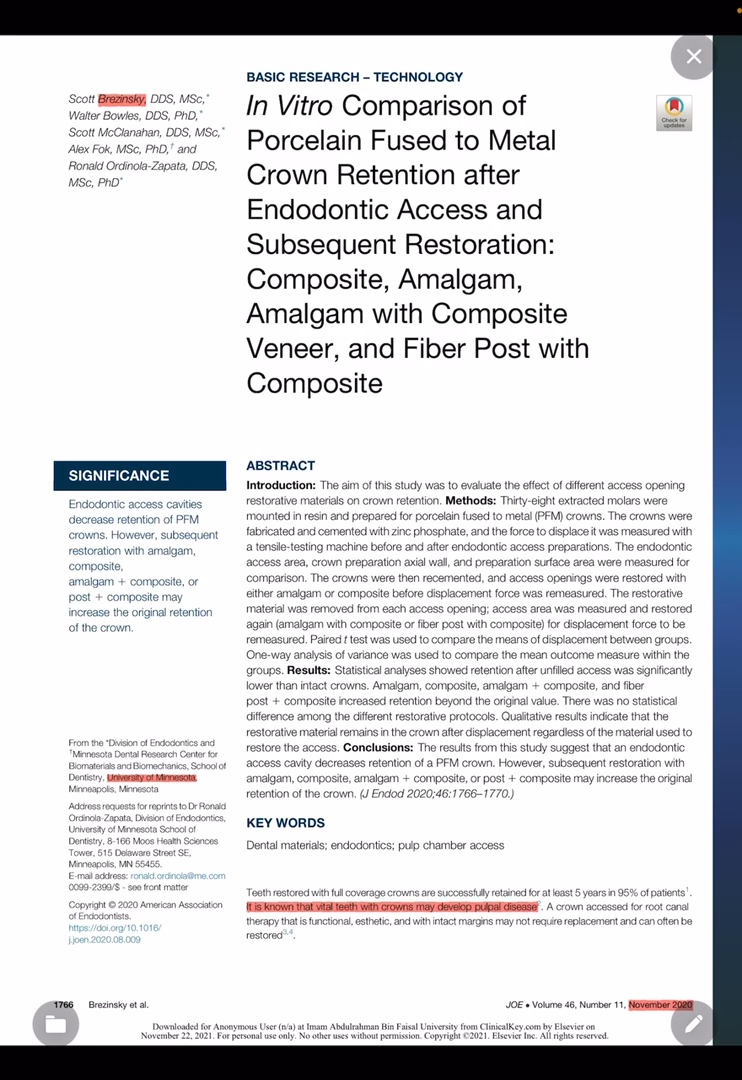 BASIC RESEARCH – TECHNOLOGY
Scott Brezinsky, DDS, MSc,*
Walter Bowles, DDS, PhD,*
Scott McClanahan, DDS, MSc,*
Alex Fok, MSc, PhD,† and
Ronald Ordinola-Zapata, DDS,
MSc, PhD*
In Vitro Comparison of
Porcelain Fused to Metal
Crown Retention after
Endodontic Access and
Subsequent Restoration:
Composite, Amalgam,
Amalgam with Composite
Veneer, and Fiber Post with
Composite
Check for
updates
SIGNIFICANCE
Endodontic access cavities
decrease retention of PFM
crowns. However, subsequent
restoration with amalgam,
composite,
amalgam + composite, or
post + composite may
increase the original retention
of the crown.
From the *Division of Endodontics and
†Minnesota Dental Research Center for
Biomaterials and Biomechanics, School of
Dentistry, University of Minnesota,
Minneapolis, Minnesota
Address requests for reprints to Dr Ronald
Ordinola-Zapata, Division of Endodontics,
University of Minnesota School of
Dentistry, 8-166 Moos Health Sciences
Tower, 515 Delaware Street SE,
Minneapolis, MN 55455.
E-mail address: ronald.ordinola@me.com
0099-2399/$ - see front matter
Copyright © 2020 American Association
of Endodontists.
https://doi.org/10.1016/
j.joen.2020.08.009
ABSTRACT
Introduction: The aim of this study was to evaluate the effect of different access opening
restorative materials on crown retention. Methods: Thirty-eight extracted molars were
mounted in resin and prepared for porcelain fused to metal (PFM) crowns. The crowns were
fabricated and cemented with zinc phosphate, and the force to displace it was measured with
a tensile-testing machine before and after endodontic access preparations. The endodontic
access area, crown preparation axial wall, and preparation surface area were measured for
comparison. The crowns were then recemented, and access openings were restored with
either amalgam or composite before displacement force was remeasured. The restorative
material was removed from each access opening; access area was measured and restored
again (amalgam with composite or fiber post with composite) for displacement force to be
remeasured. Paired t test was used to compare the means of displacement between groups.
One-way analysis of variance was used to compare the mean outcome measure within the
groups. Results: Statistical analyses showed retention after unfilled access was significantly
lower than intact crowns. Amalgam, composite, amalgam + composite, and fiber
post + composite increased retention beyond the original value. There was no statistical
difference among the different restorative protocols. Qualitative results indicate that the
restorative material remains in the crown after displacement regardless of the material used to
restore the access. Conclusions: The results from this study suggest that an endodontic
access cavity decreases retention of a PFM crown. However, subsequent restoration with
amalgam, composite, amalgam + composite, or post + composite may increase the original
retention of the crown. (J Endod 2020;46:1766–1770.)
KEY WORDS
Dental materials; endodontics; pulp chamber access
Teeth restored with full coverage crowns are successfully retained for at least 5 years in 95% of patients1.
It is known that vital teeth with crowns may develop pulpal disease2. A crown accessed for root canal
therapy that is functional, esthetic, and with intact margins may not require replacement and can often be
restored3,4.
1766 Brezinsky et al.
JOE • Volume 46, Number 11, November 2020
Downloaded for Anonymous User (n/a) at Imam Abdulrahman Bin Faisal University from ClinicalKey.com by Elsevier on
November 22, 2021. For personal use only. No other uses without permission. Copyright ©2021. Elsevier Inc. All rights reserved.